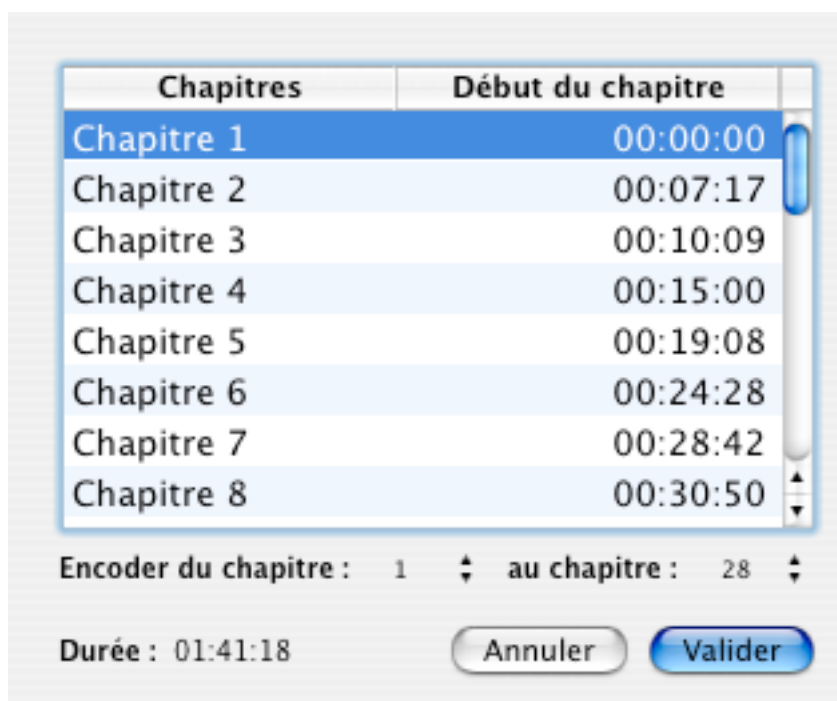 Chapitres Début du chapitre
Chapitre 1 00:00:00
Chapitre 2 00:07:17
Chapitre 3 00:10:09
Chapitre 4 00:15:00
Chapitre 5 00:19:08
Chapitre 6 00:24:28
Chapitre 7 00:28:42
Chapitre 8 00:30:50
Encoder du chapitre : 1 au chapitre : 28
Durée : 01:41:18 Annuler Valider